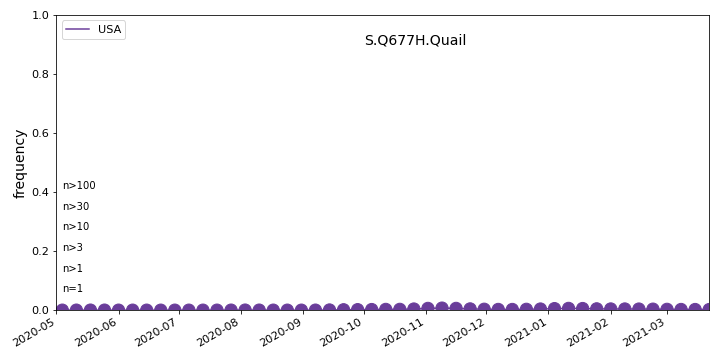 1.0
0.8
0.6
0.4
0.2
0.0
frequency
USA
S.Q677H.Quail
n>100
n>30
n>10
n>3
n>1
n=1
2020-05
2020-06
2020-07
2020-08
2020-09
2020-10
2020-11
2020-12
2021-01
2021-02
2021-03